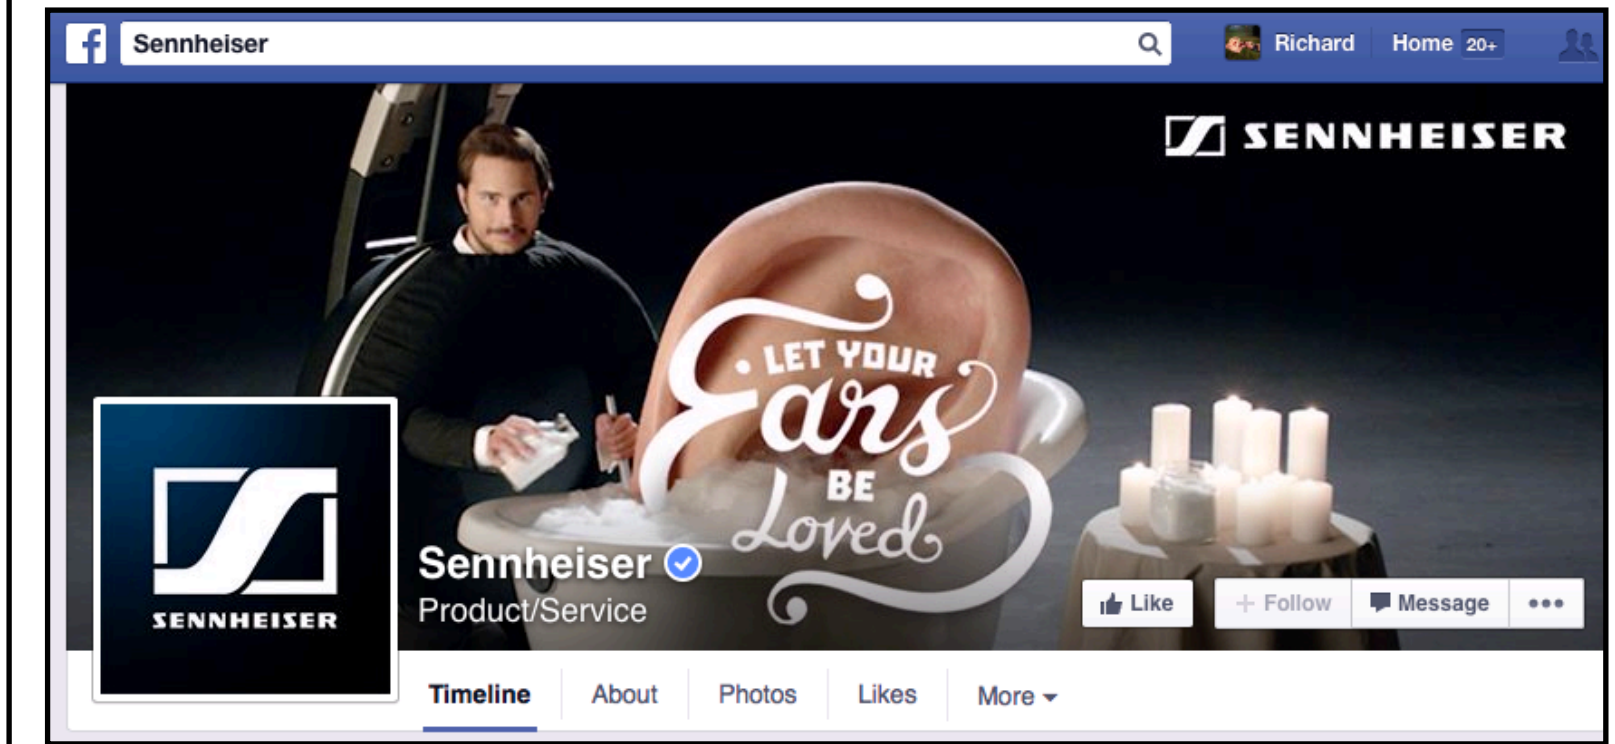 f Sennheiser Richard Home 20+
SENNHEISER
LET YOUR
Ears
BE
Loved
SENNHEISER
Sennheiser
Product/Service
Like + Follow Message
Timeline About Photos Likes More